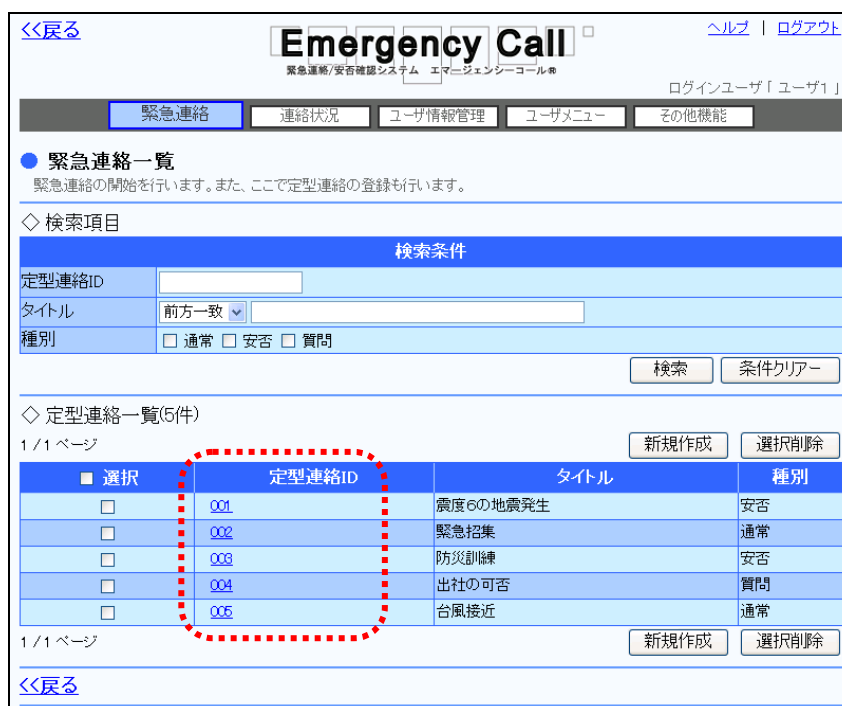 <<戻る
ヘルプ | ログアウト
Emergency Call
緊急連絡/安否確認システム エマージェンシーコール®
ログインユーザ「 ユーザ1 」
緊急連絡 連絡状況 ユーザ情報管理 ユーザメニュー その他機能
● 緊急連絡一覧
緊急連絡の開始を行います。また、ここで定型連絡の登録も行います。
◇ 検索項目
検索条件
定型連絡ID
タイトル 前方一致
種別 通常 安否 質問
検索 条件クリアー
◇ 定型連絡一覧(5件)
1 / 1 ページ 新規作成 選択削除
選択 定型連絡ID タイトル 種別
001 震度6の地震発生 安否
002 緊急招集 通常
003 防災訓練 安否
004 出社の可否 質問
005 台風接近 通常
1 / 1 ページ 新規作成 選択削除
<<戻る